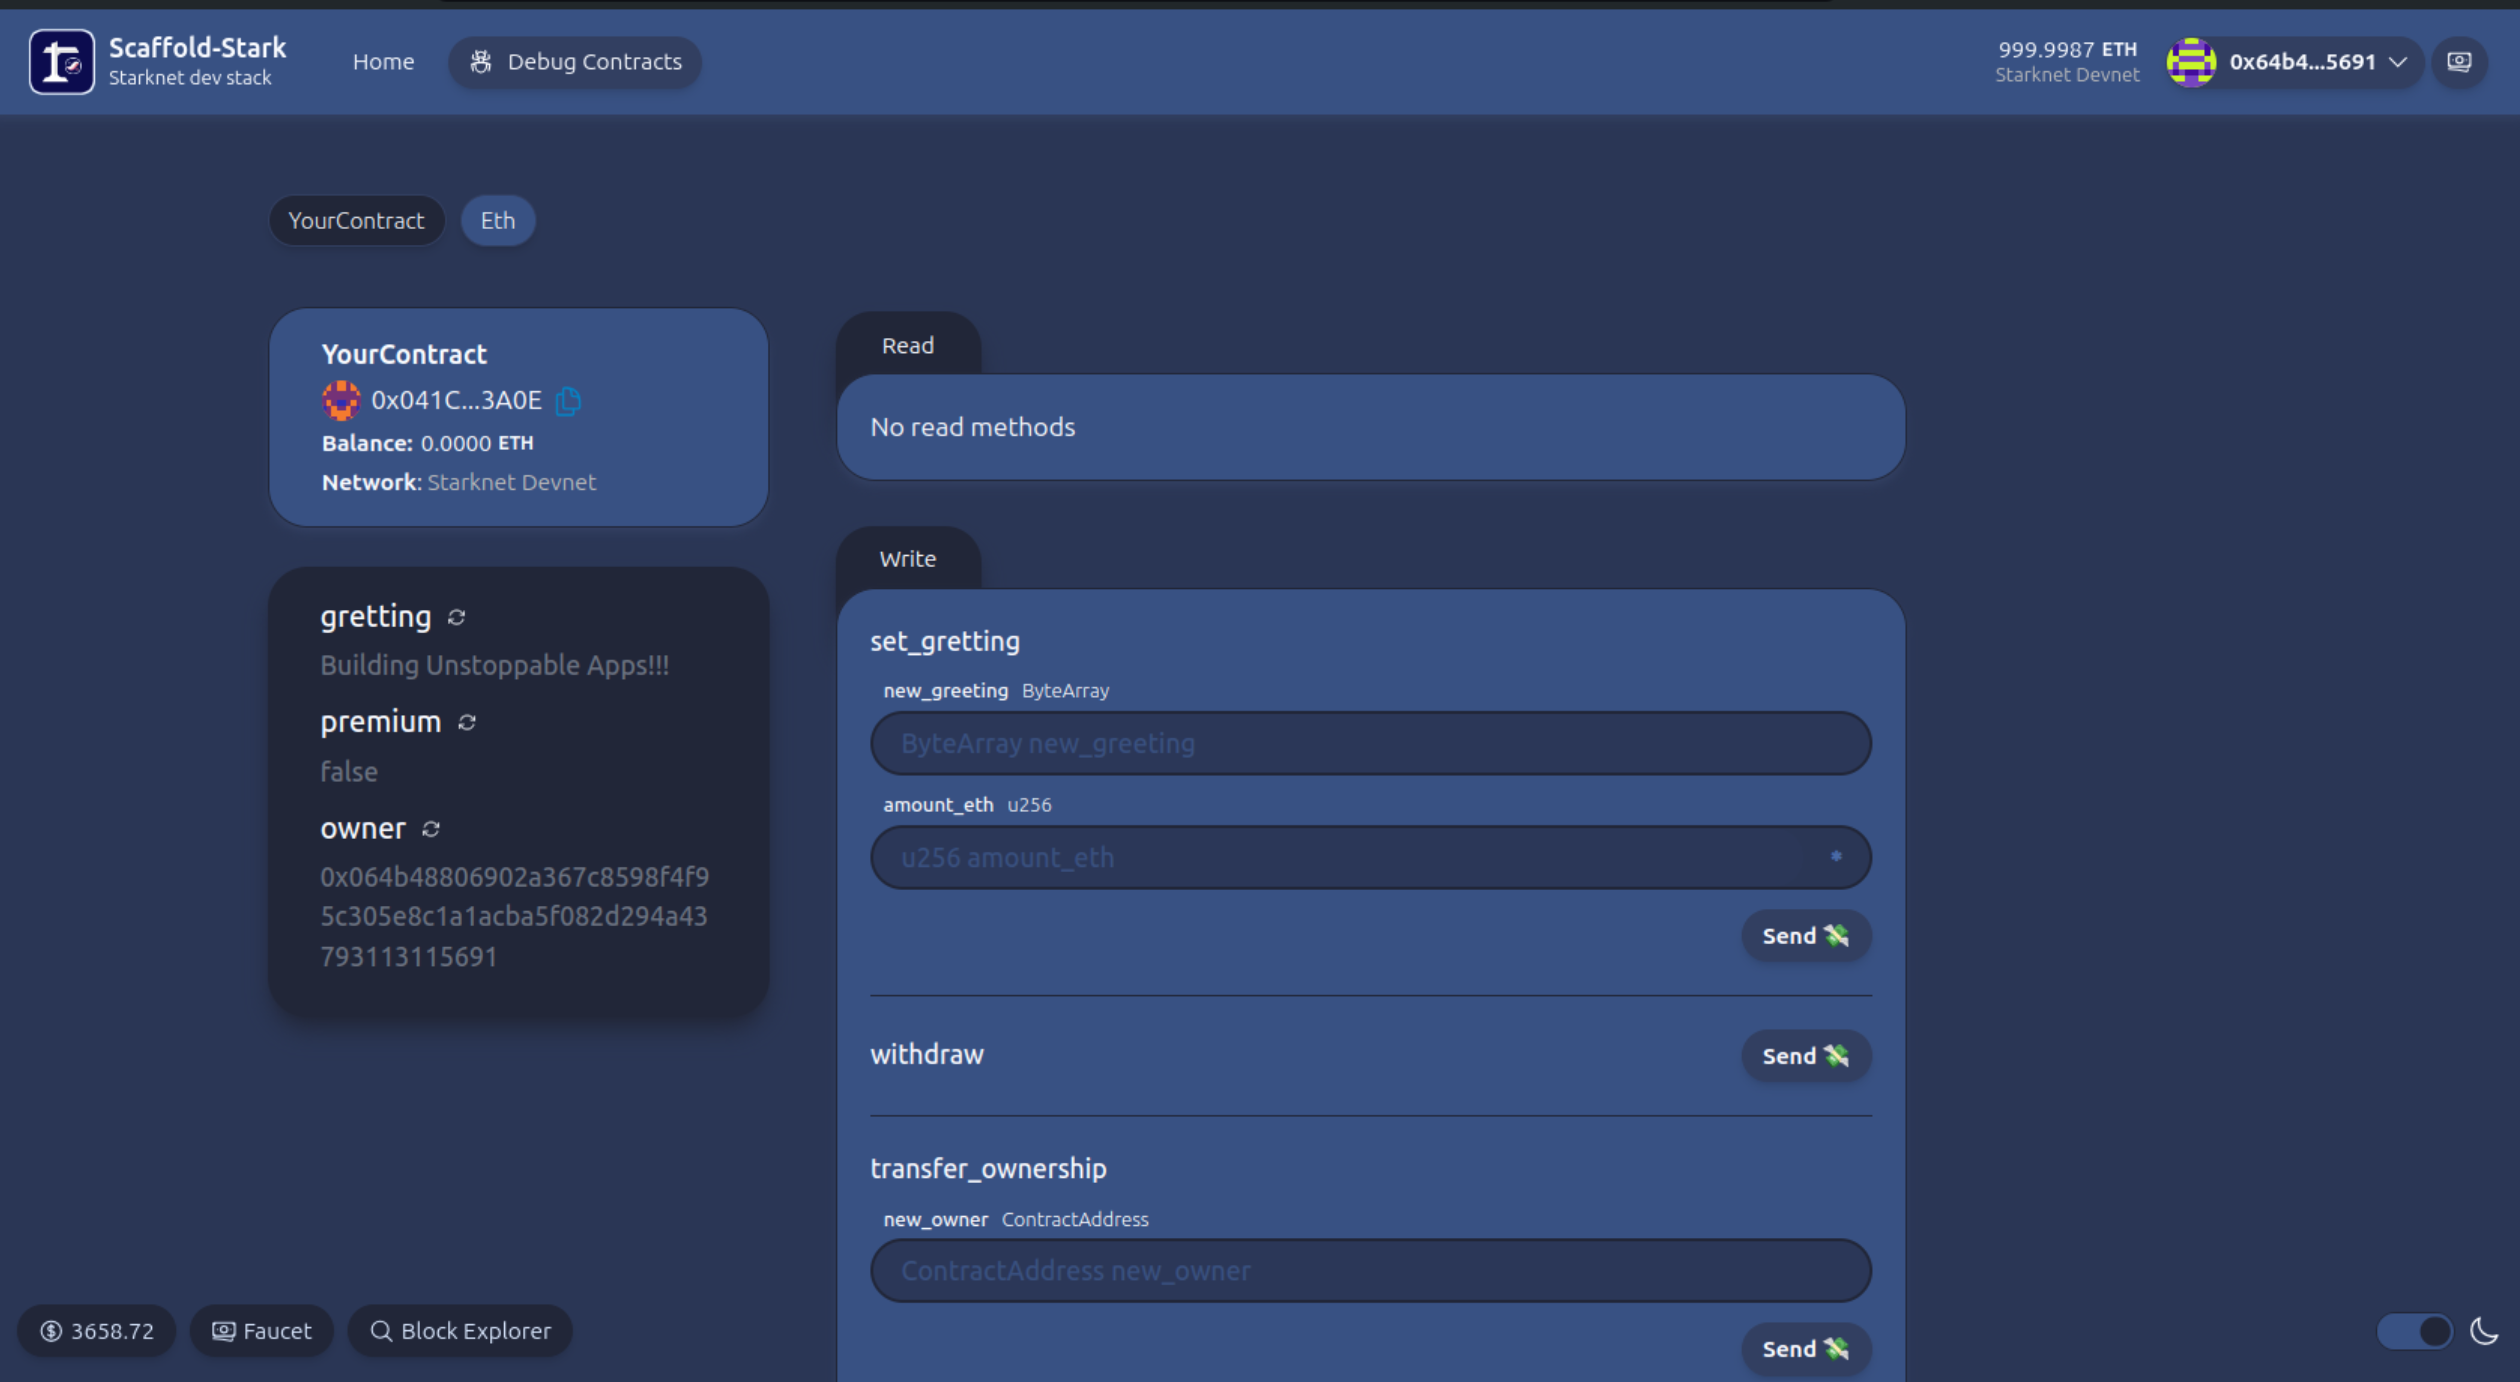 Scaffold-Stark
Starknet dev stack
Home
Debug Contracts
999.9987 ETH
Starknet Devnet
0x64b4...5691
YourContract
Eth
YourContract
0x041C...3A0E
Balance: 0.0000 ETH
Network: Starknet Devnet
gretting
Building Unstoppable Apps!!!
premium
false
owner
0x064b48806902a367c8598f4f9
5c305e8c1a1acba5f082d294a43
793113115691
Read
No read methods
Write
set_gretting
new_greeting ByteArray
ByteArray new_greeting
amount_eth u256
u256 amount_eth *
Send
withdraw
Send
transfer_ownership
new_owner ContractAddress
ContractAddress new_owner
Send
3658.72
Faucet
Block Explorer